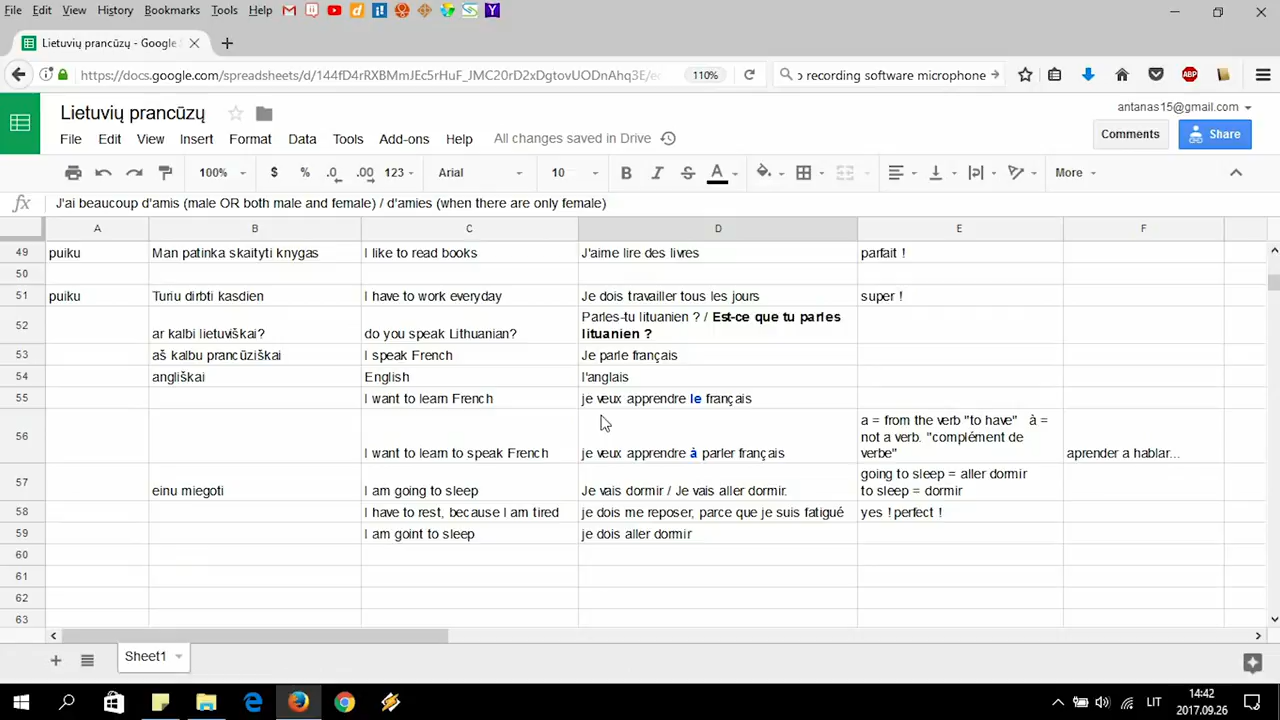 File Edit View History Bookmarks Tools Help
Lietuvių prancūzų - Google
https://docs.google.com/spreadsheets/d/144fD4rRXBMmJEc5rHuF_JMC20rD2xDgtotUODnAhq3E/ec 110% recording software microphone ABP
Lietuvių prancūzų
antanas15@gmail.com
File Edit View Insert Format Data Tools Add-ons Help All changes saved in Drive Comments Share
100% $ % .0 .00 123 Arial 10 B I S A More
fx J'ai beaucoup d'amis (male OR both male and female) / d'amies (when there are only female)
A B C D E F
49 puiku Man patinka skaityti knygas I like to read books J'aime lire des livres parfait !
50
51 puiku Turiu dirbti kasdien I have to work everyday Je dois travailler tous les jours super !
52 ar kalbi lietuviškai? do you speak Lithuanian? Parles-tu lituanien ? / Est-ce que tu parles
lituanien ?
53 aš kalbu prancūziškai I speak French Je parle français
54 angliškai English l'anglais
55 I want to learn French je veux apprendre le français
56 I want to learn to speak French je veux apprendre à parler français a = from the verb "to have" à =
not a verb. "complément de
verbe" aprender a hablar...
57 einu miegoti I am going to sleep Je vais dormir / Je vais aller dormir. going to sleep = aller dormir
to sleep = dormir
58 I have to rest, because I am tired je dois me reposer, parce que je suis fatigué yes ! perfect !
59 I am goint to sleep je dois aller dormir
60
61
62
63
Sheet1
LIT 14:42
2017.09.26